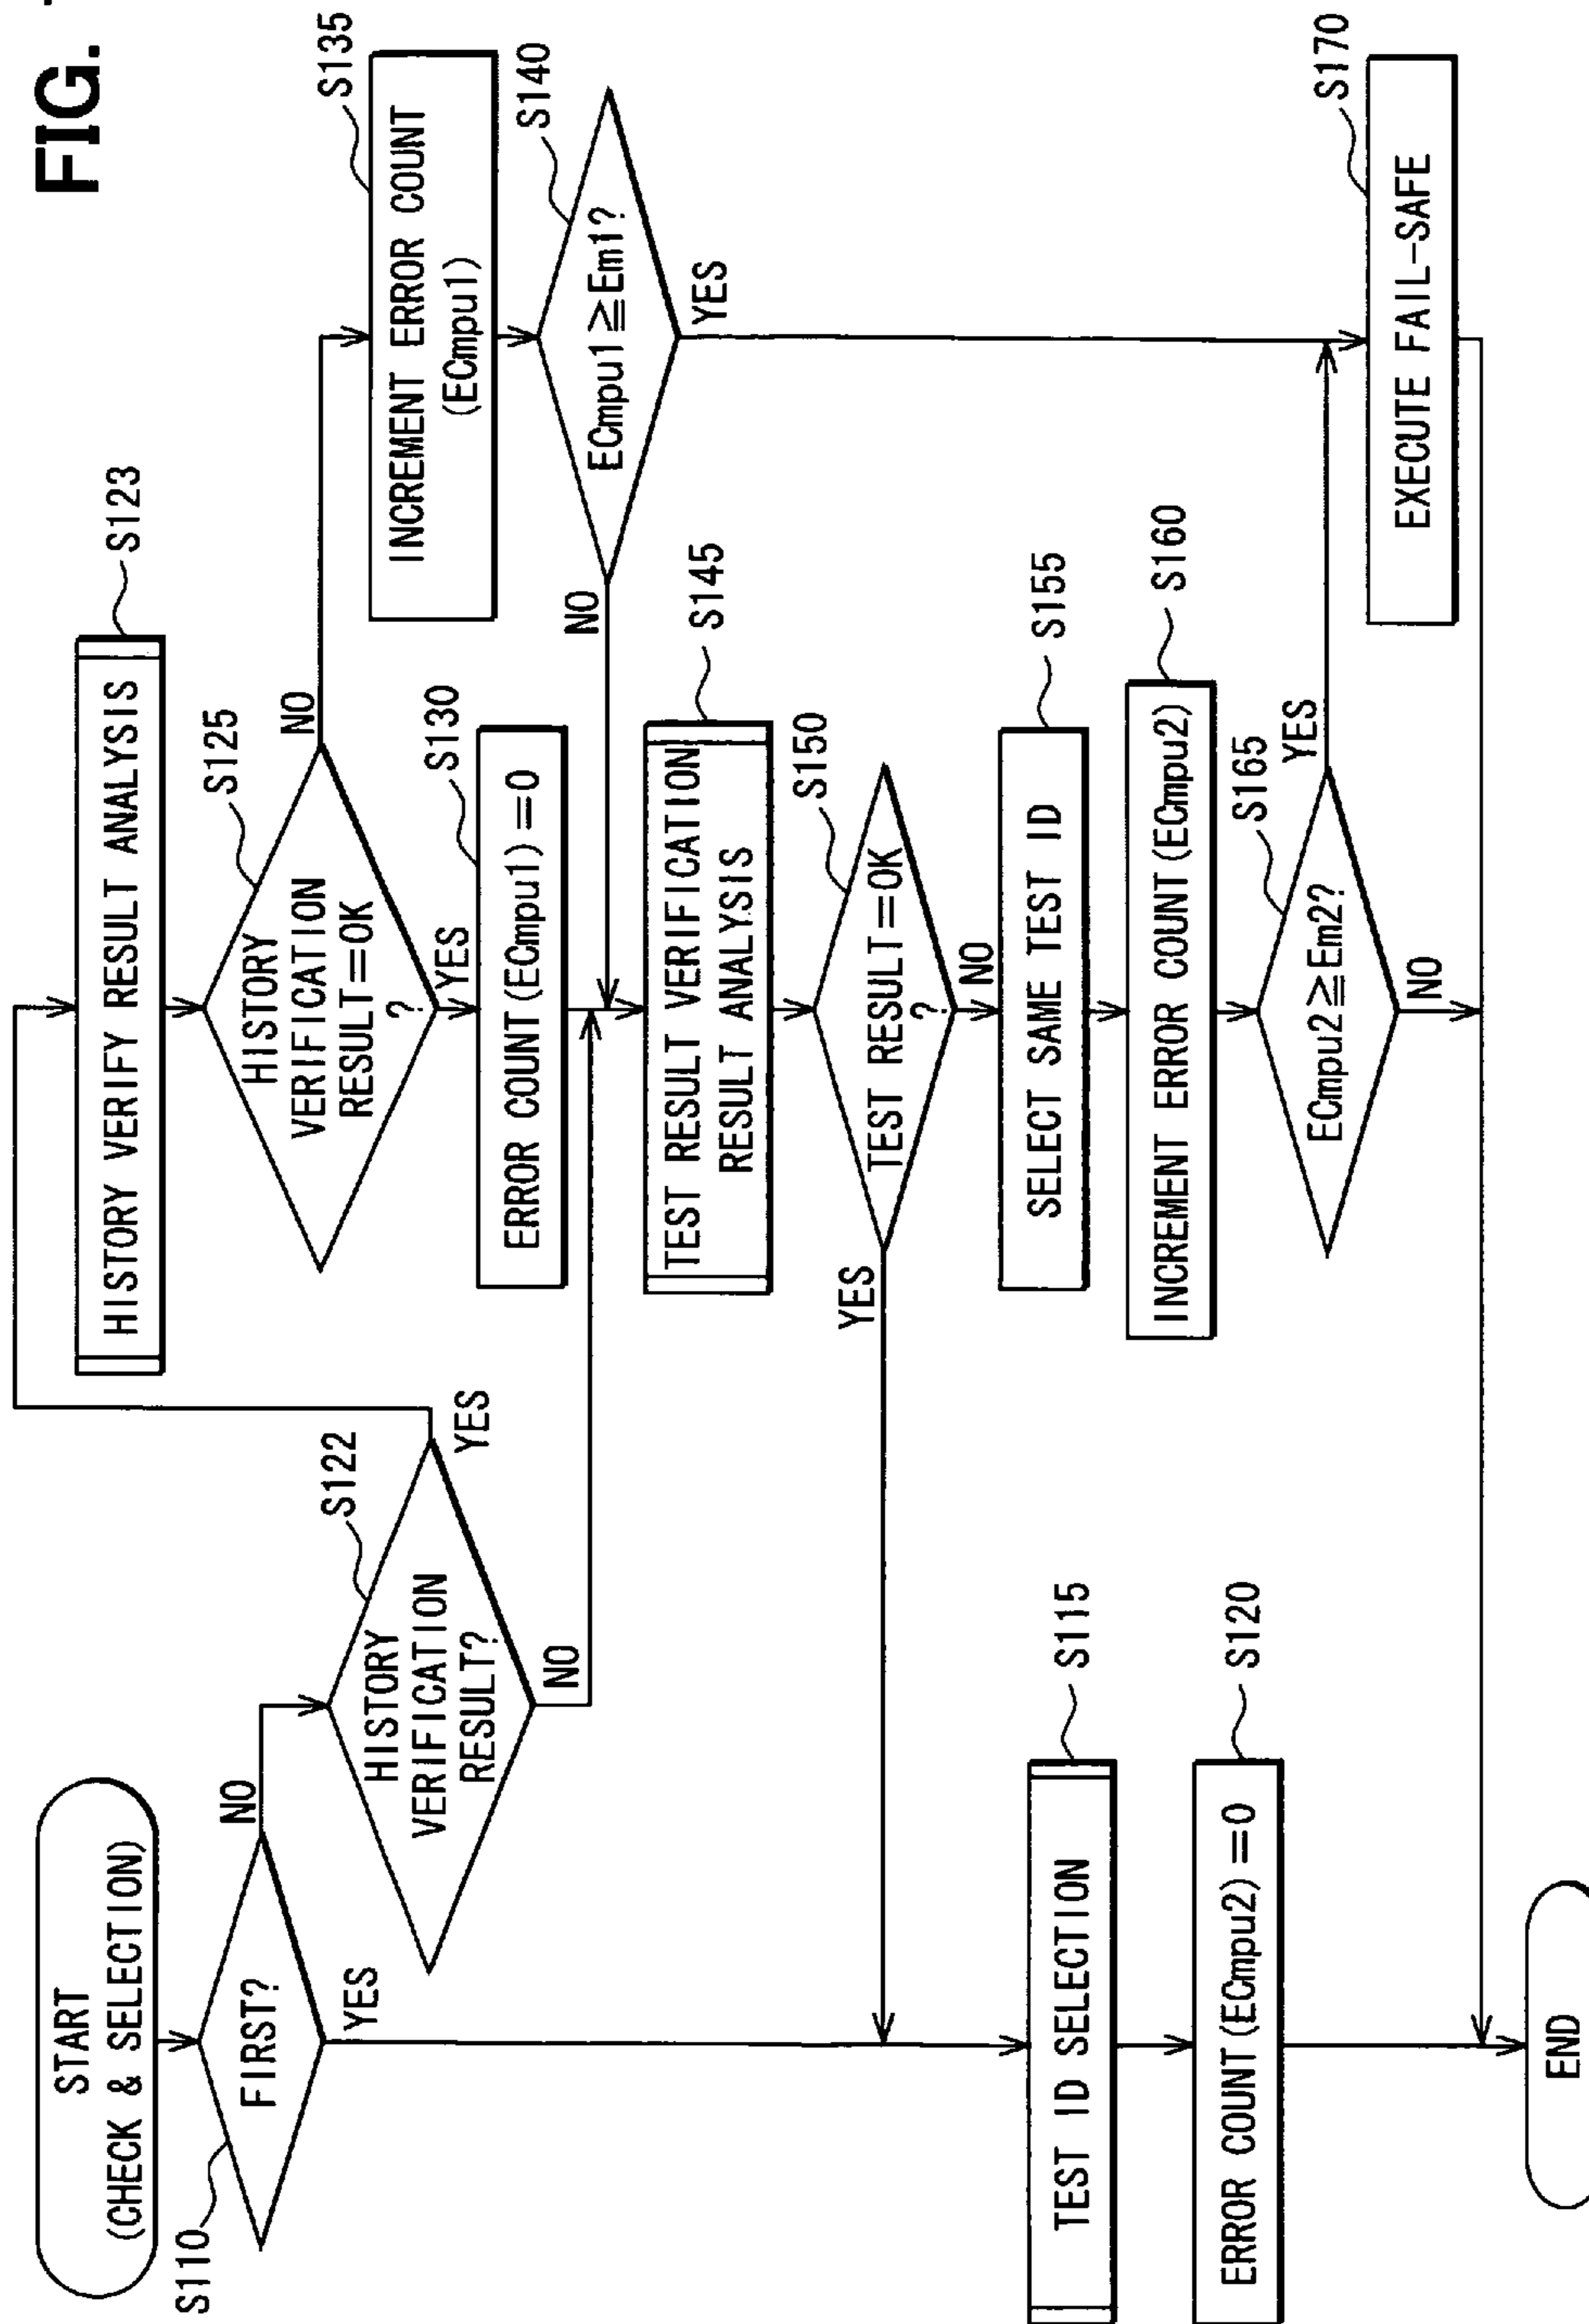 FIG.
START
(CHECK & SELECTION)
S110
FIRST?
NO
YES
S122
HISTORY
VERIFICATION
RESULT?
YES
NO
HISTORY VERIFY RESULT ANALYSIS
S123
S125
HISTORY
VERIFICATION
RESULT=OK
?
NO
YES
ERROR COUNT(ECmpu1)=0
S130
INCREMENT ERROR COUNT
(ECmpu1)
S135
S140
ECmpu1≧Em1?
NO
YES
TEST RESULT VERIFICATION
RESULT ANALYSIS
S145
S150
TEST RESULT=OK
?
YES
NO
SELECT SAME TEST ID
S155
INCREMENT ERROR COUNT(ECmpu2)
S160
S165
ECmpu2≧Em2?
YES
NO
EXECUTE FAIL-SAFE
S170
TEST ID SELECTION
S115
ERROR COUNT(ECmpu2)=0
S120
END